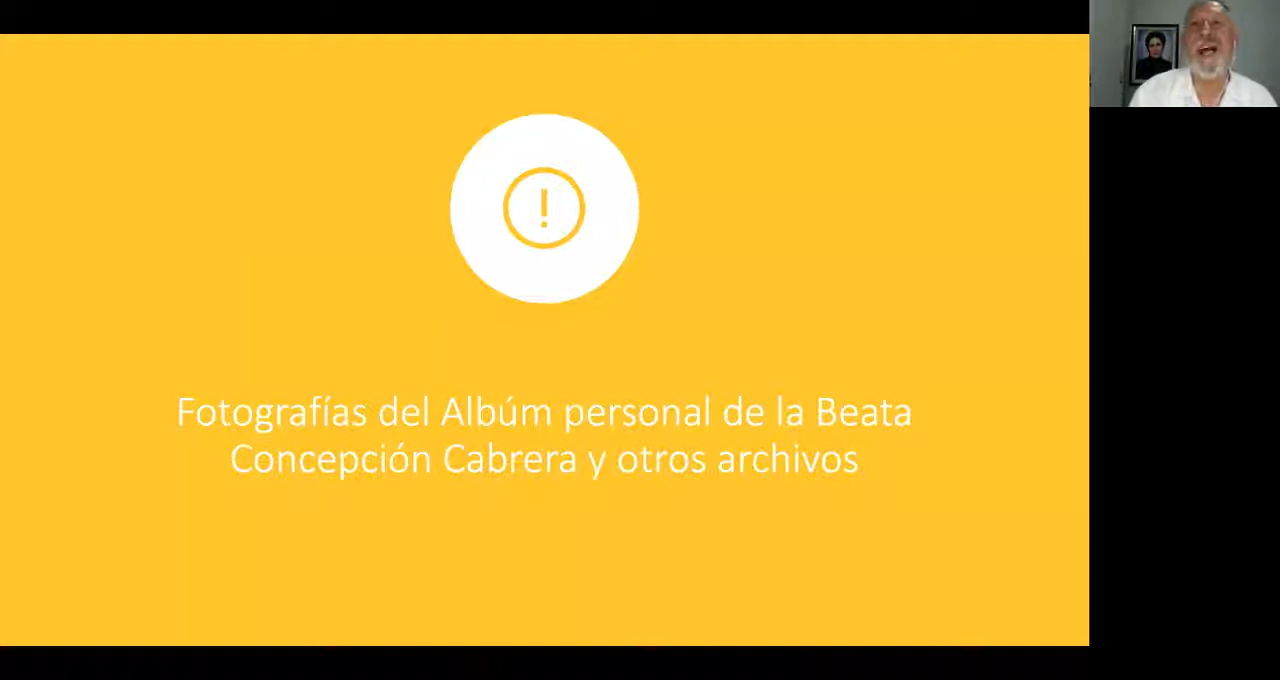 Fotografías del Albúm personal de la Beata
Concepción Cabrera y otros archivos